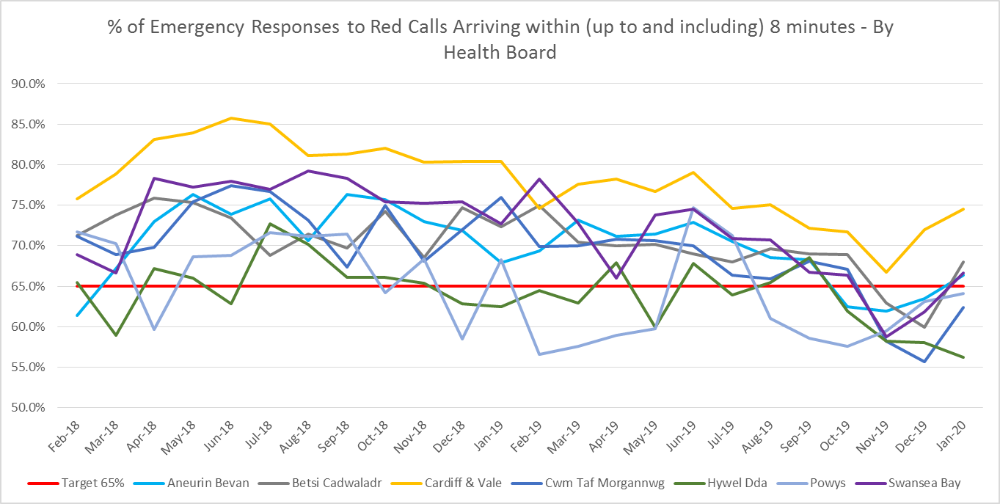 % of Emergency Responses to Red Calls Arriving within (up to and including) 8 minutes - By
Health Board
90.0%
85.0%
80.0%
75.0%
70.0%
65.0%
60.0%
55.0%
50.0%
Feb-18
Mar-18
Apr-18
May-18
Jun-18
Jul-18
Aug-18
Sep-18
Oct-18
Nov-18
Dec-18
Jan-19
Feb-19
Mar-19
Apr-19
May-19
Jun-19
Jul-19
Aug-19
Sep-19
Oct-19
Nov-19
Dec-19
Jan-20
Target 65% Aneurin Bevan Betsi Cadwaladr Cardiff & Vale Cwm Taf Morgannwg Hywel Dda Powys Swansea Bay